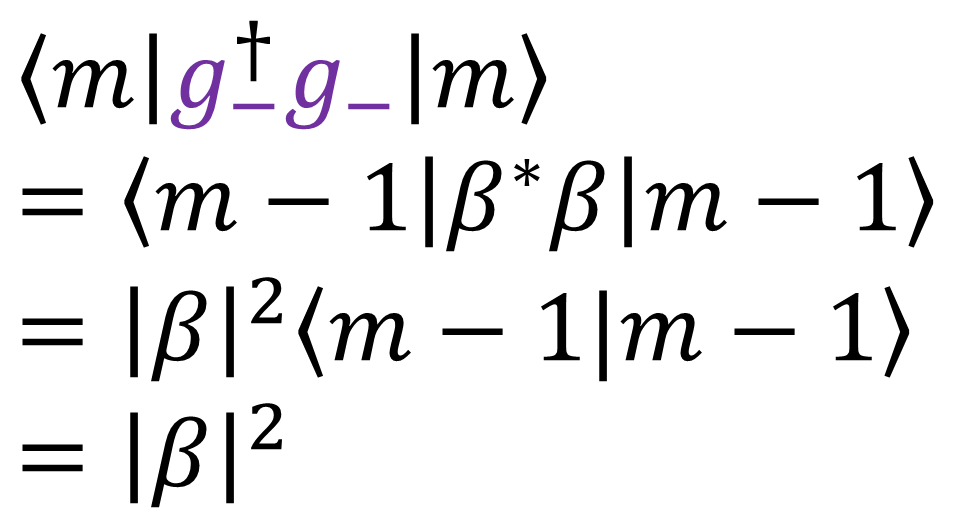 ⟨m|g₋†g₋|m⟩
= ⟨m − 1|β*β|m − 1⟩
= |β|²⟨m − 1|m − 1⟩
= |β|²